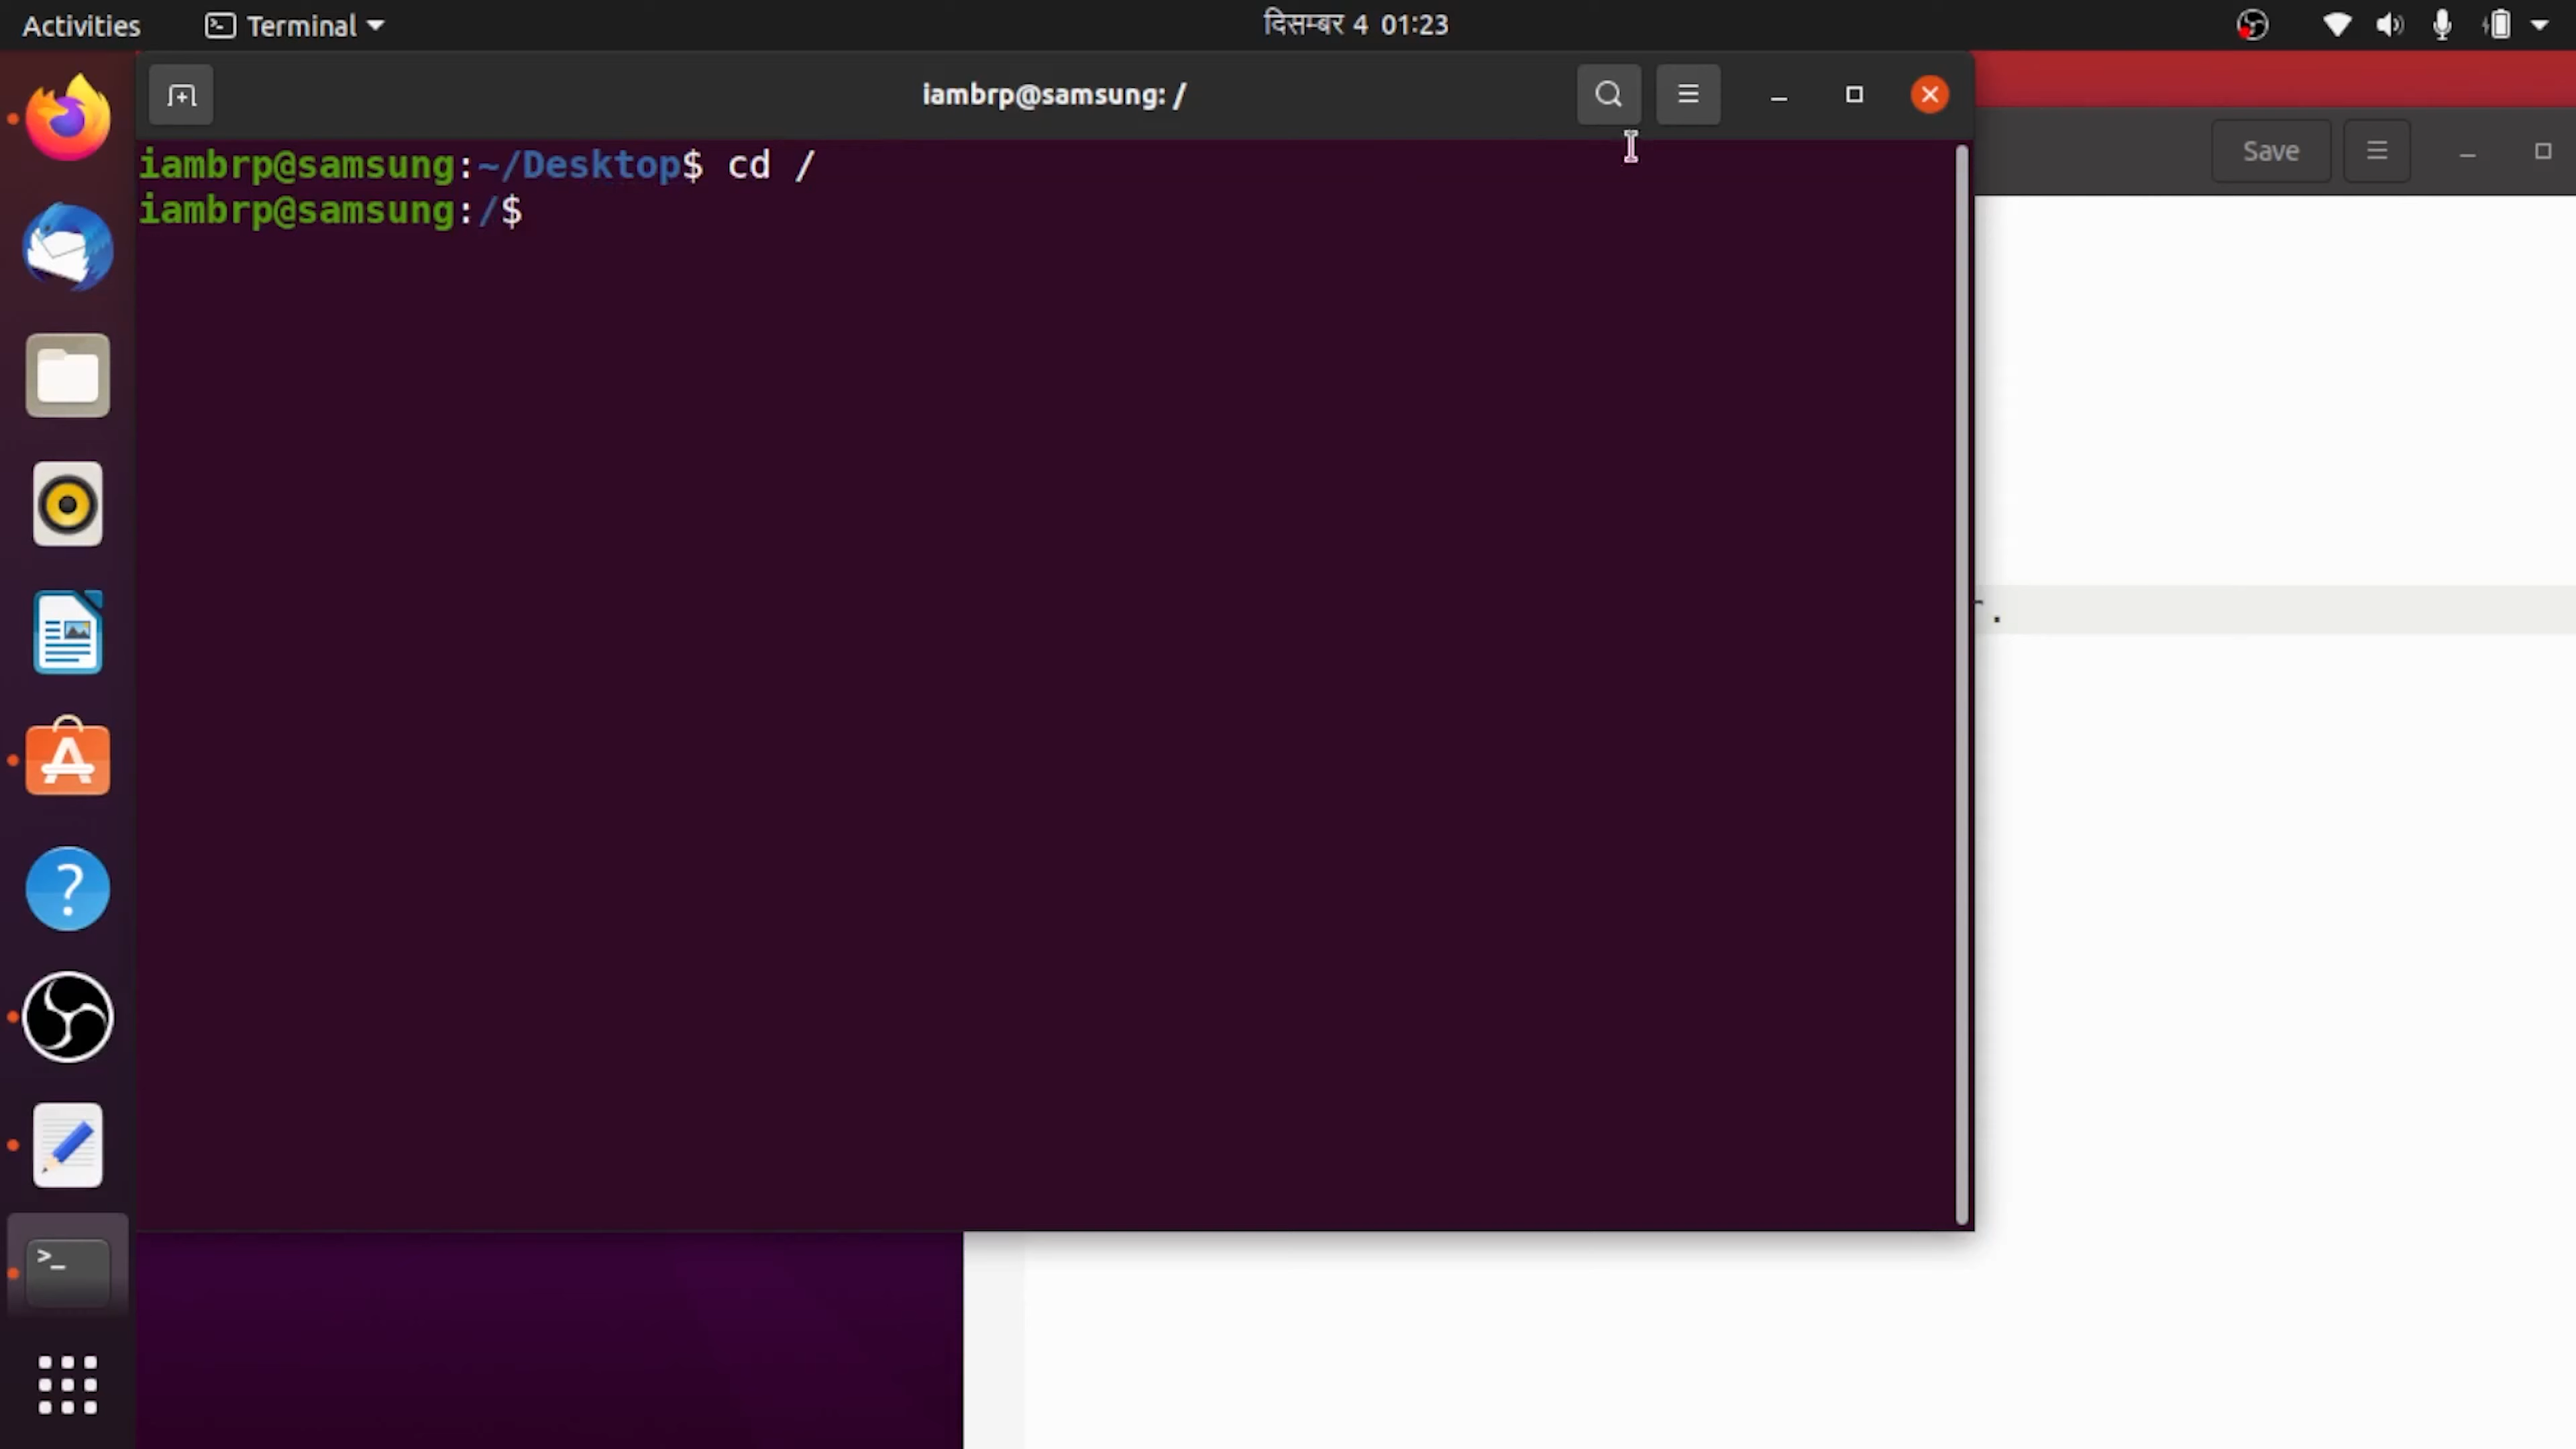 Activities Terminal दिसम्बर 4 01:23
iambrp@samsung: /
Save
iambrp@samsung:~/Desktop$ cd /
iambrp@samsung:/$